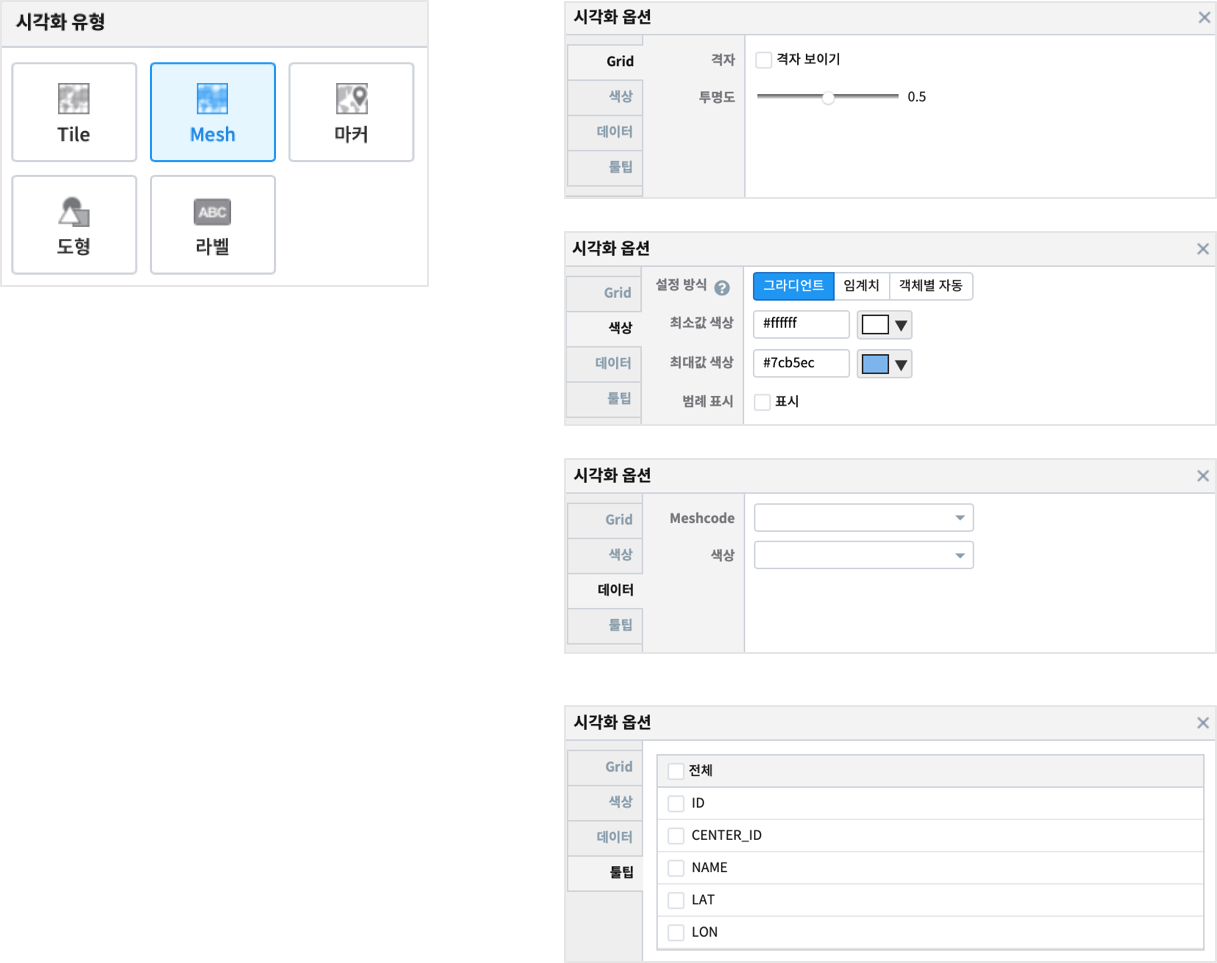 시각화 유형
Tile
Mesh
마커
도형
ABC
라벨
시각화 옵션
Grid
색상
데이터
툴팁
격자
격자 보이기
투명도
0.5
시각화 옵션
Grid
색상
데이터
툴팁
설정 방식 ?
그라디언트
임계치
객체별 자동
최소값 색상
#ffffff
최대값 색상
#7cb5ec
범례 표시
표시
시각화 옵션
Grid
색상
데이터
툴팁
Meshcode
색상
시각화 옵션
Grid
색상
데이터
툴팁
전체
ID
CENTER_ID
NAME
LAT
LON